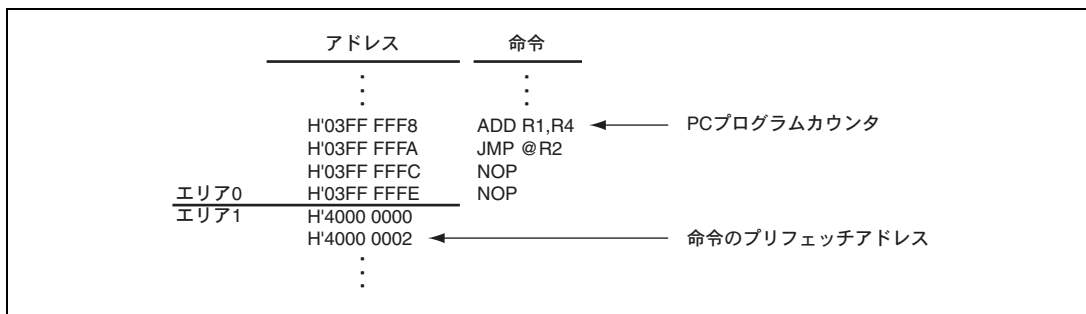 アドレス 命令
H'03FF FFF8 ADD R1,R4 PCプログラムカウンタ
H'03FF FFFA JMP @R2
H'03FF FFFC NOP
エリア0 H'03FF FFFE NOP
エリア1 H'4000 0000
H'4000 0002 命令のプリフェッチアドレス